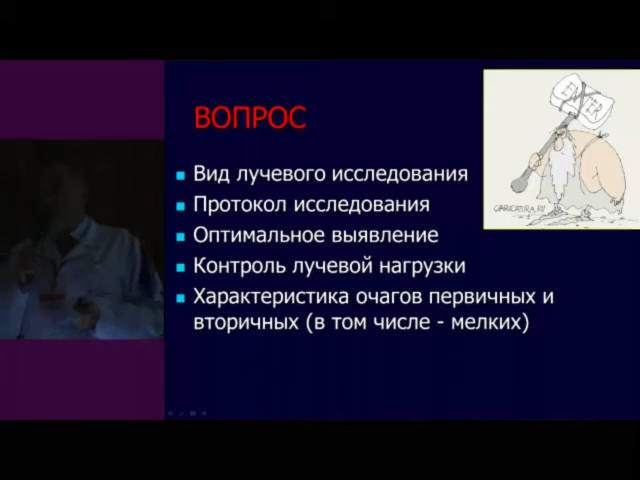 ВОПРОС
Вид лучевого исследования
Протокол исследования
Оптимальное выявление
Контроль лучевой нагрузки
Характеристика очагов первичных и
вторичных (в том числе - мелких)
ENTER
CARICATURA.RU